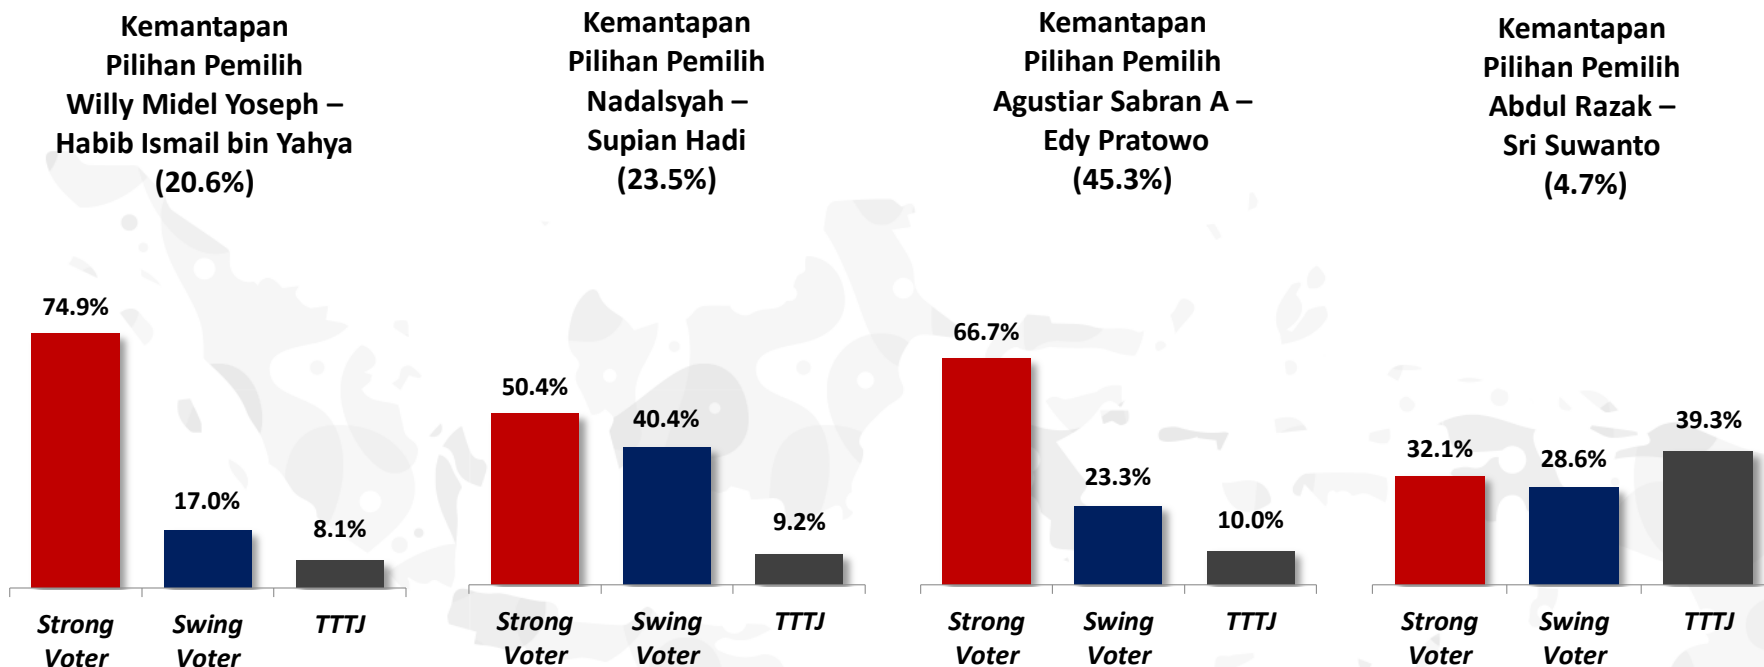 Kemantapan
Pilihan Pemilih
Willy Midel Yoseph –
Habib Ismail bin Yahya
(20.6%)
74.9%
17.0%
8.1%
Strong
Voter
Swing
Voter
TTTJ
Kemantapan
Pilihan Pemilih
Nadalsyah –
Supian Hadi
(23.5%)
50.4%
40.4%
9.2%
Strong
Voter
Swing
Voter
TTTJ
Kemantapan
Pilihan Pemilih
Agustiar Sabran A –
Edy Pratowo
(45.3%)
66.7%
23.3%
10.0%
Strong
Voter
Swing
Voter
TTTJ
Kemantapan
Pilihan Pemilih
Abdul Razak –
Sri Suwanto
(4.7%)
32.1%
28.6%
39.3%
Strong
Voter
Swing
Voter
TTTJ